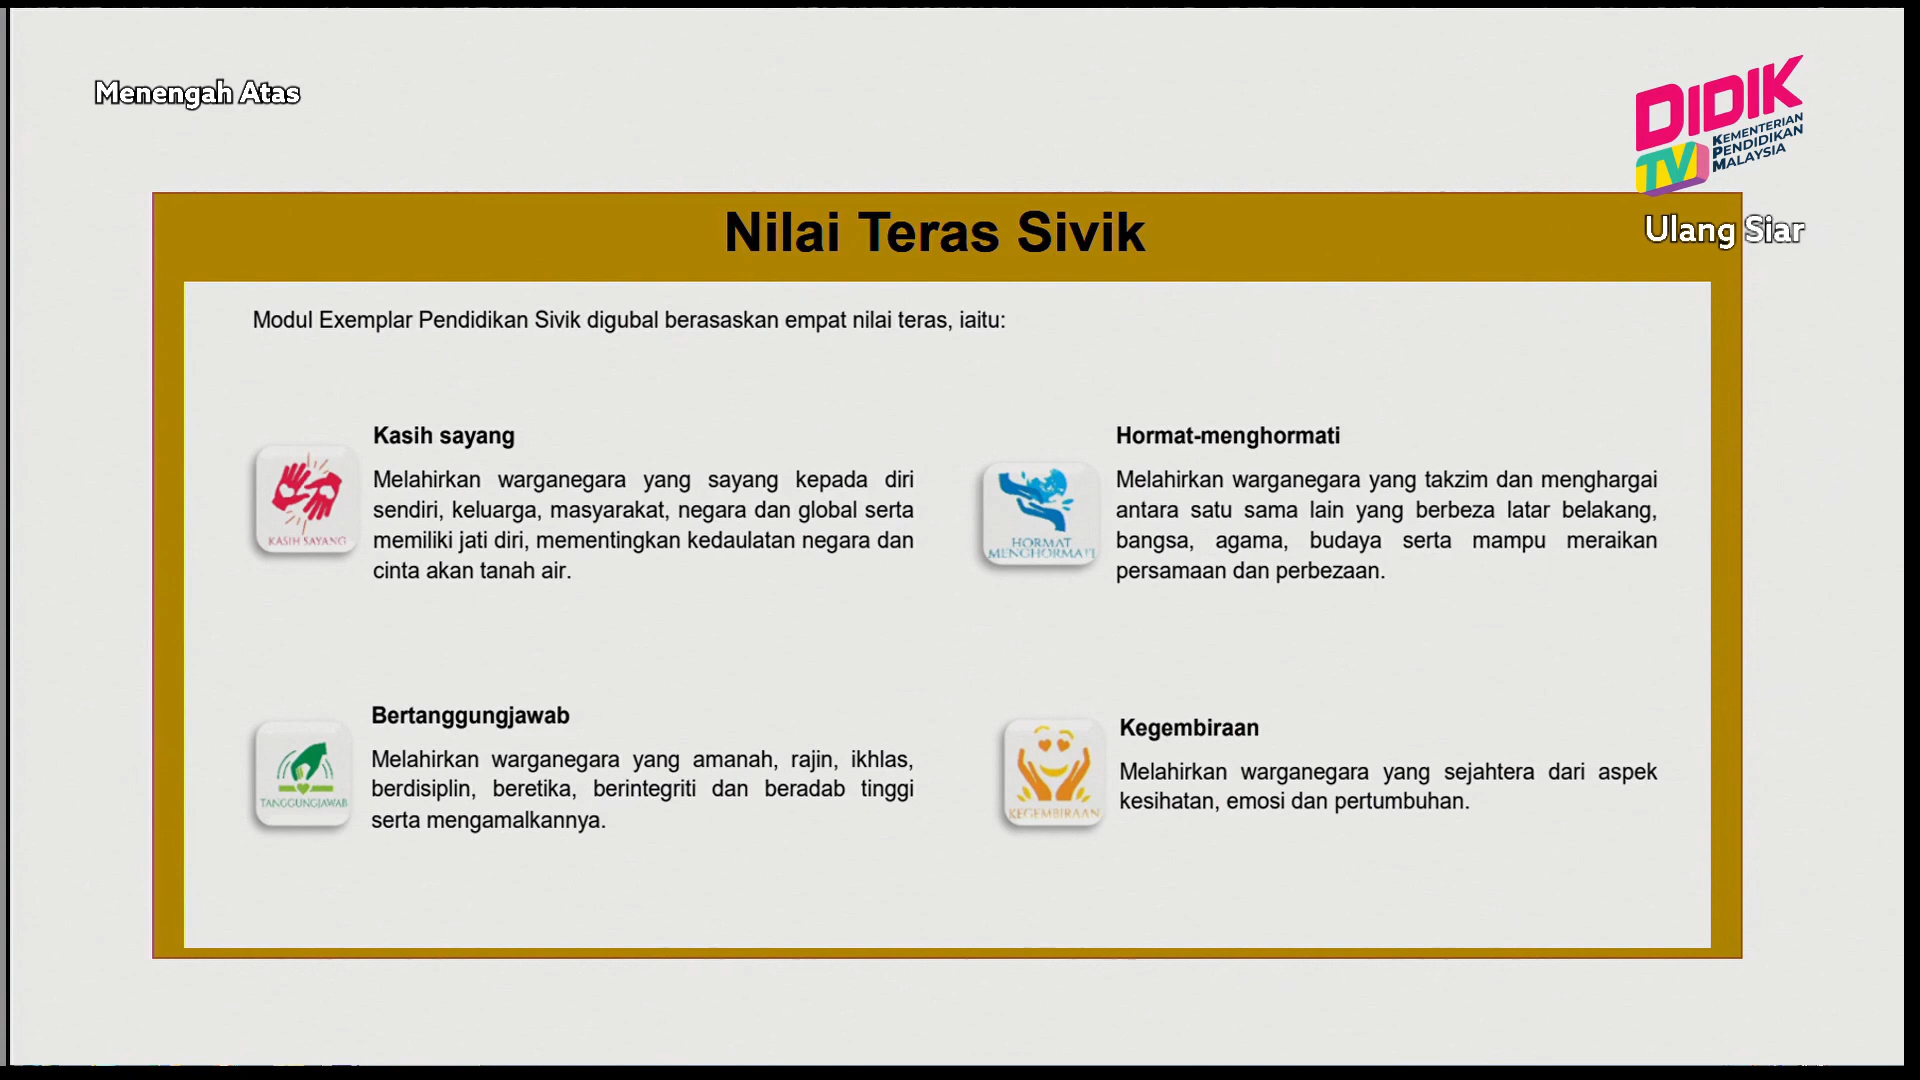 Menengah Atas
DIDIK
TV
KEMENTERIAN
PENDIDIKAN
MALAYSIA
Ulang Siar
Nilai Teras Sivik
Modul Exemplar Pendidikan Sivik digubal berasaskan empat nilai teras, iaitu:
KASIH SAYANG
Kasih sayang
Melahirkan warganegara yang sayang kepada diri
sendiri, keluarga, masyarakat, negara dan global serta
memiliki jati diri, mementingkan kedaulatan negara dan
cinta akan tanah air.
HORMAT
MENGHORMATI
Hormat-menghormati
Melahirkan warganegara yang takzim dan menghargai
antara satu sama lain yang berbeza latar belakang,
bangsa, agama, budaya serta mampu meraikan
persamaan dan perbezaan.
TANGGUNGJAWAB
Bertanggungjawab
Melahirkan warganegara yang amanah, rajin, ikhlas,
berdisiplin, beretika, berintegriti dan beradab tinggi
serta mengamalkannya.
KEGEMBIRAAN
Kegembiraan
Melahirkan warganegara yang sejahtera dari aspek
kesihatan, emosi dan pertumbuhan.